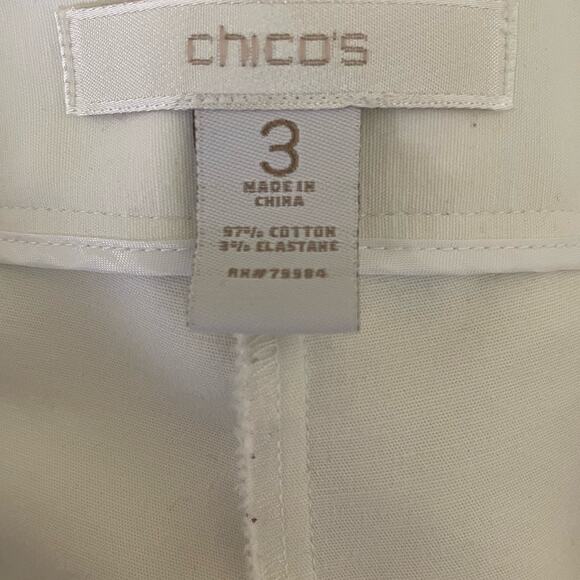 chico's
3
MADE IN
CHINA
97% COTTON
3% ELASTANE
RN#79984